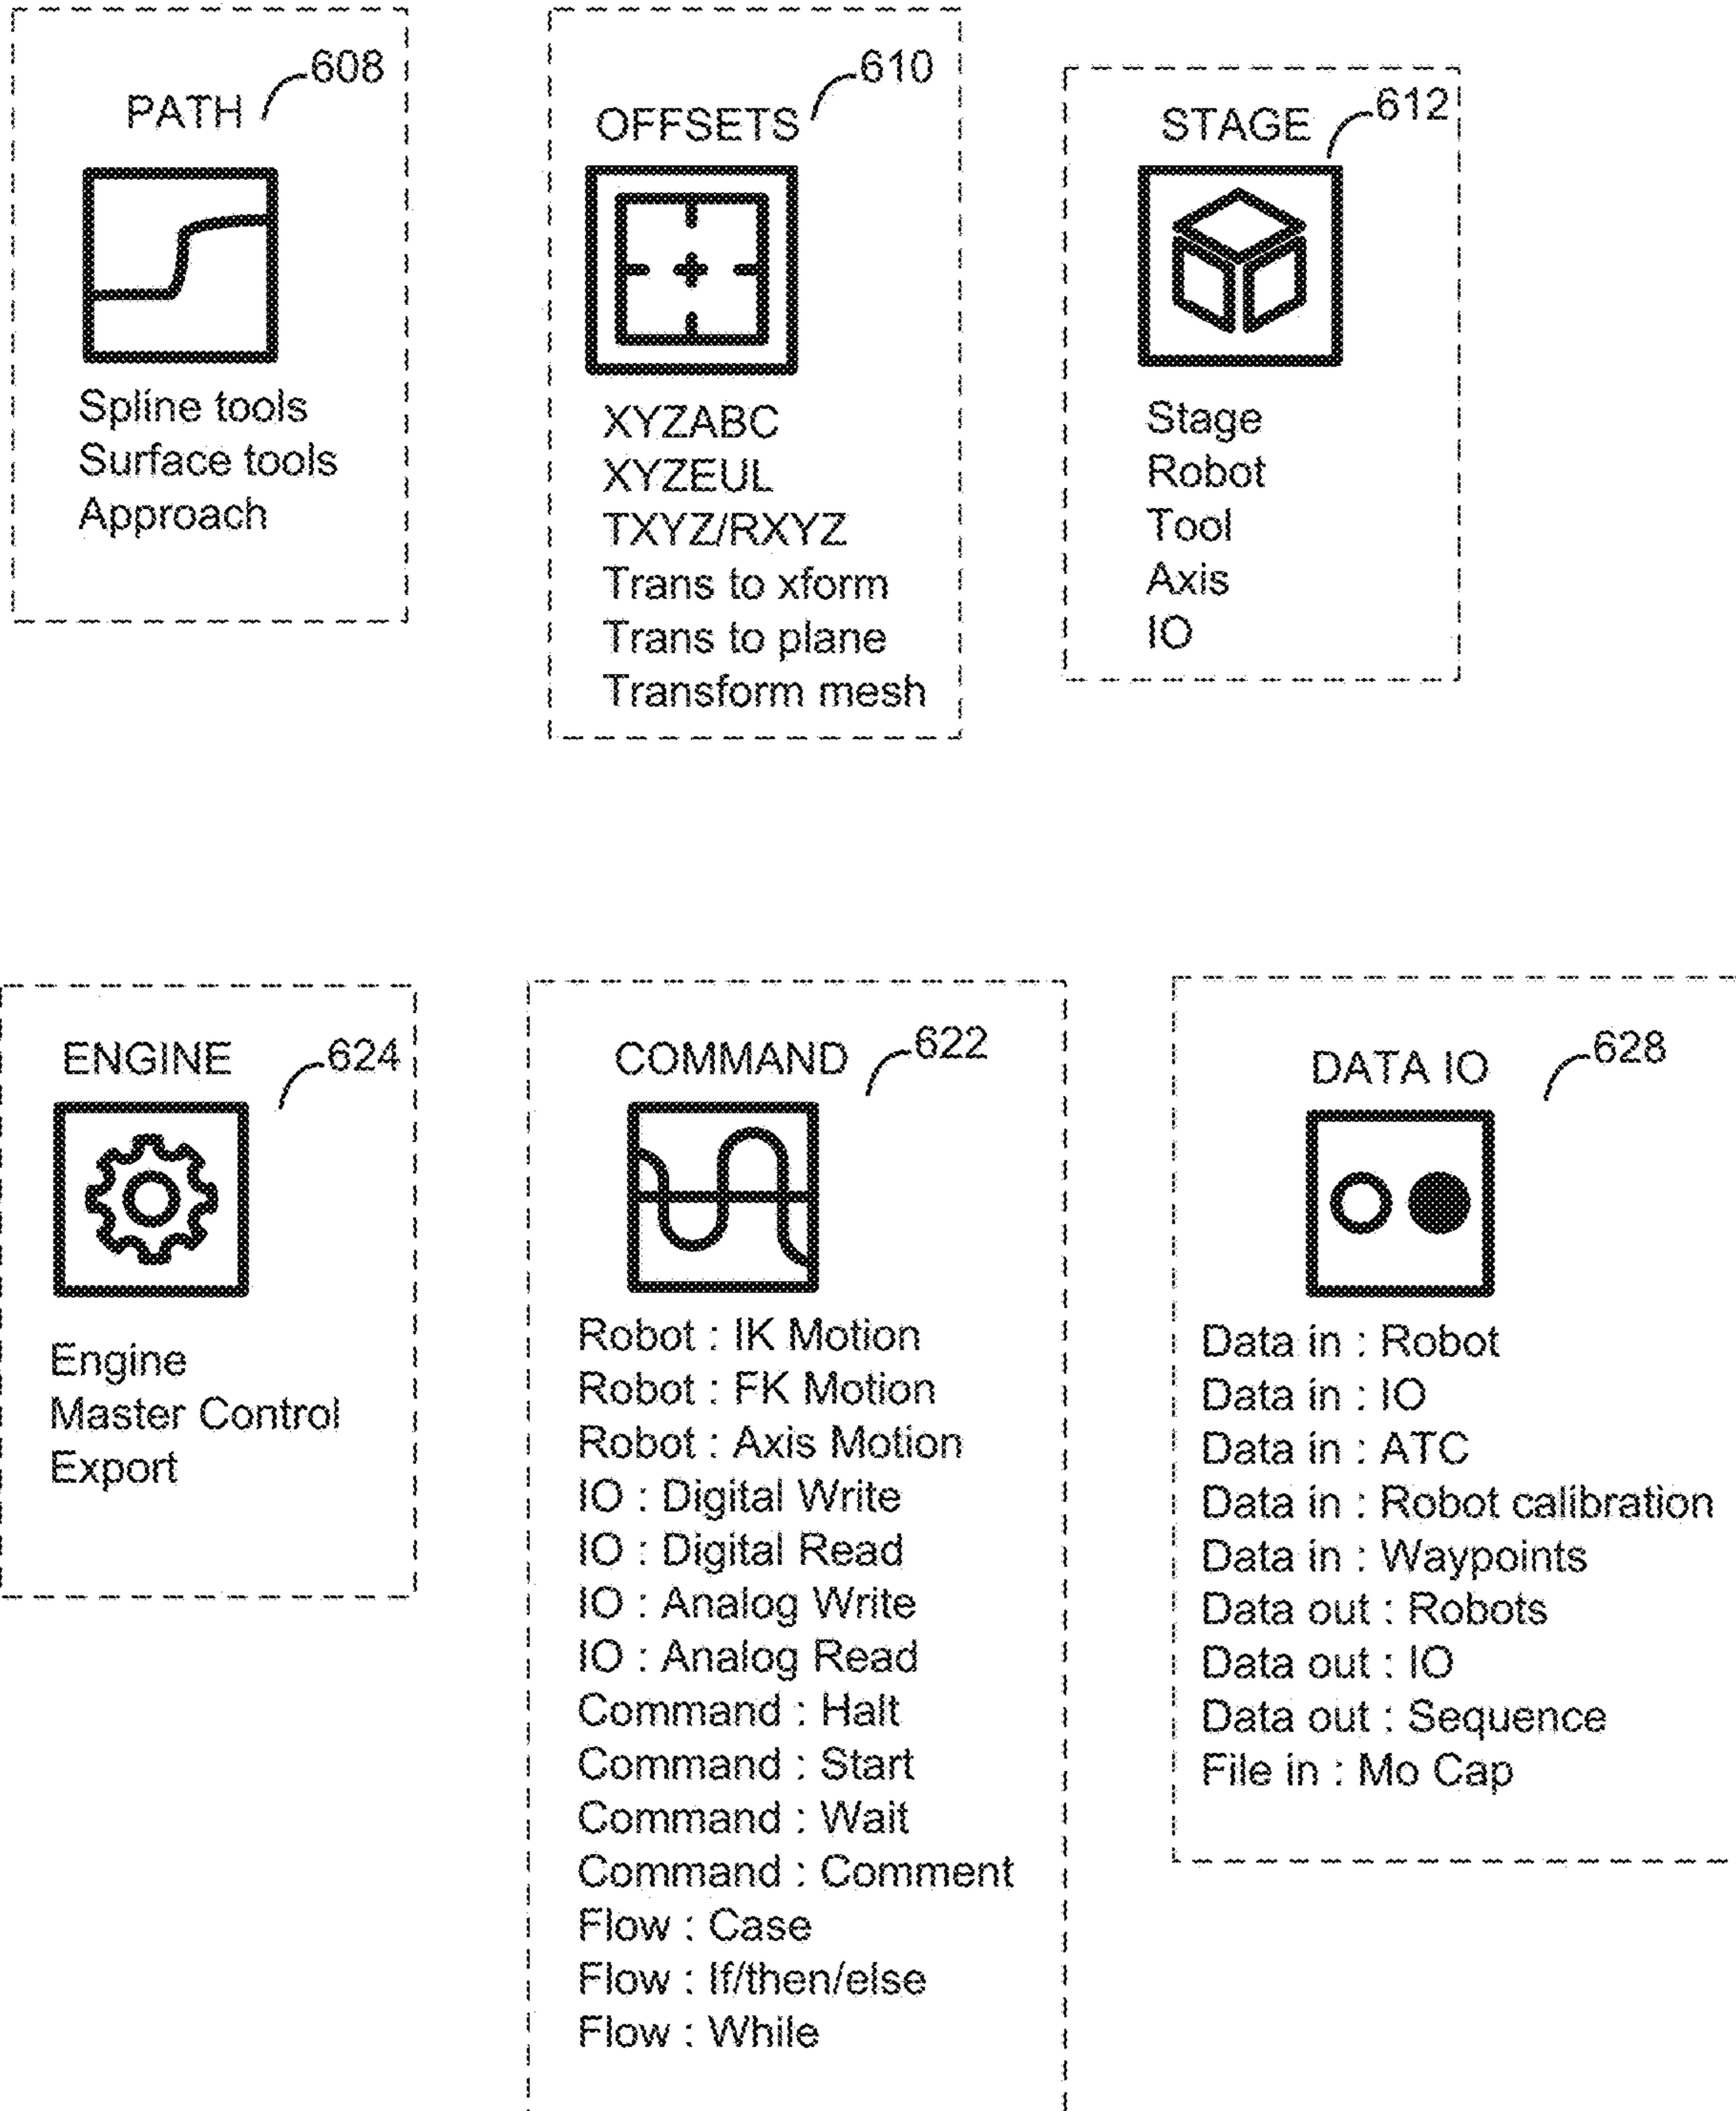 PATH 608
Spline tools
Surface tools
Approach
OFFSETS 610
XYZABC
XYZEUL
TXYZ/RXYZ
Trans to xform
Trans to plane
Transform mesh
STAGE 612
Stage
Robot
Tool
Axis
IO
ENGINE 624
Engine
Master Control
Export
COMMAND 622
Robot : IK Motion
Robot : FK Motion
Robot : Axis Motion
IO : Digital Write
IO : Digital Read
IO : Analog Write
IO : Analog Read
Command : Halt
Command : Start
Command : Wait
Command : Comment
Flow : Case
Flow : If/then/else
Flow : While
DATA IO 628
Data in : Robot
Data in : IO
Data in : ATC
Data in : Robot calibration
Data in : Waypoints
Data out : Robots
Data out : IO
Data out : Sequence
File in : Mo Cap